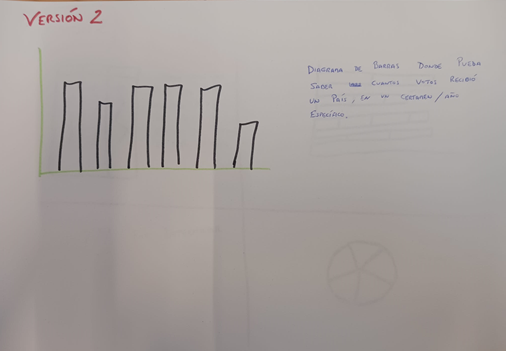 VERSIÓN 2
DIAGRAMA DE BARRAS DONDE PUEDA
SABER CUANTOS VOTOS RECIBIÓ
UN PAÍS, EN UN CERTAMEN/AÑO
ESPECÍFICO.